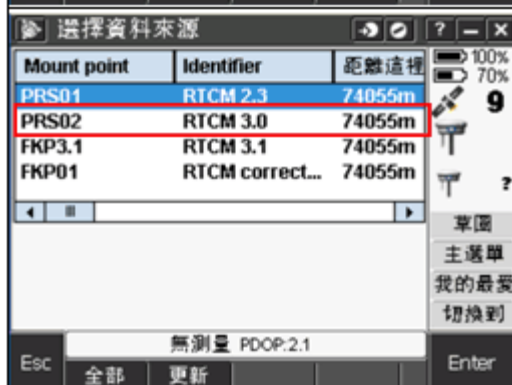 選擇資料來源 ? – x
Mount point Identifier 距離這裡
PRS01 RTCM 2.3 74055m
PRS02 RTCM 3.0 74055m
FKP3.1 RTCM 3.1 74055m
FKP01 RTCM correct... 74055m
100%
70%
9
?
草圖
主選單
我的最愛
切換到
無測量 PDOP:2.1
Esc 全部 更新 Enter